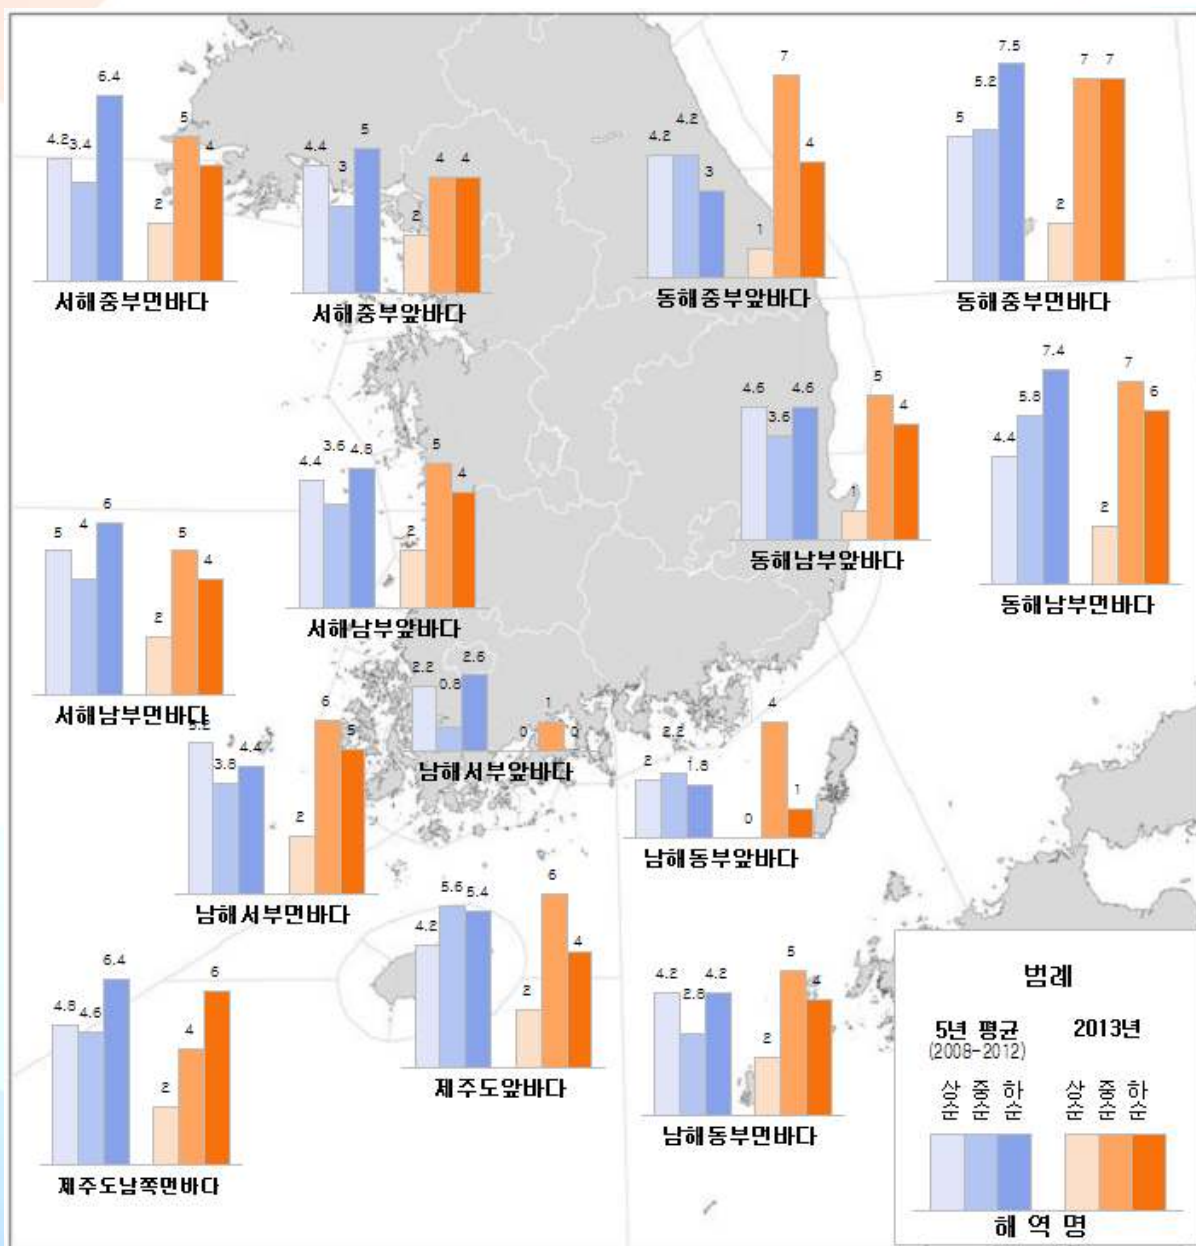 4.2 3.4 6.4 2 5 4
서해중부먼바다
4.4 3 5 2 4 4
서해중부앞바다
4.2 4.2 3 1 7 4
동해중부앞바다
5 5.2 7.5 2 7 7
동해중부먼바다
4.6 3.6 4.6 1 5 4
동해남부앞바다
4.4 5.8 7.4 2 7 6
동해남부먼바다
4.4 3.6 4.8 2 5 4
서해남부앞바다
5 4 6 2 5 4
서해남부먼바다
2.2 0.8 2.6 0 1 0
남해서부앞바다
3.8 4.4 2 6 5
남해서부먼바다
2 2.2 1.8 0 4 1
남해동부앞바다
4.2 5.6 5.4 2 6 4
제주도앞바다
4.2 2.8 4.2 2 5 4
남해동부먼바다
4.8 4.6 6.4 2 4 6
제주도남쪽먼바다
범례
5년 평균 2013년
(2008-2012)
상순 중순 하순 상순 중순 하순
해 역 명